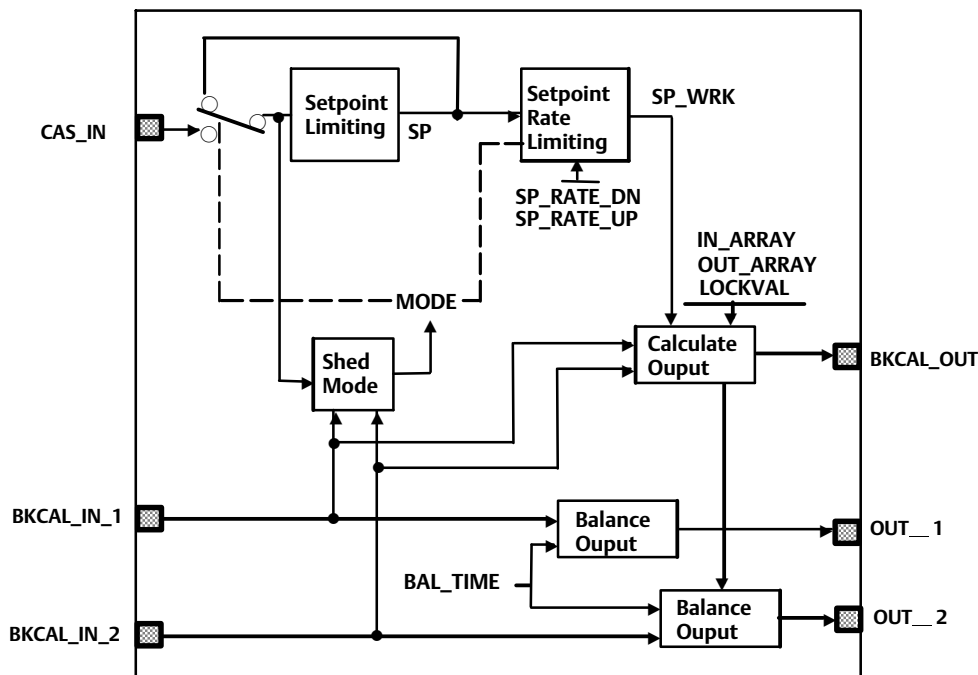 Setpoint
Limiting
SP
Setpoint
Rate
Limiting
SP_WRK
CAS_IN
SP_RATE_DN
SP_RATE_UP
IN_ARRAY
OUT_ARRAY
LOCKVAL
MODE
Shed
Mode
Calculate
Ouput
BKCAL_OUT
BKCAL_IN_1
Balance
Ouput
OUT__1
BAL_TIME
BKCAL_IN_2
Balance
Ouput
OUT__2